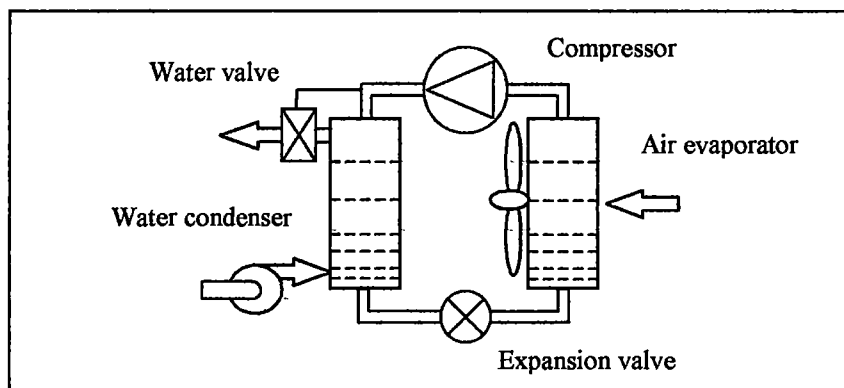 Compressor
Water valve
Air evaporator
Water condenser
Expansion valve